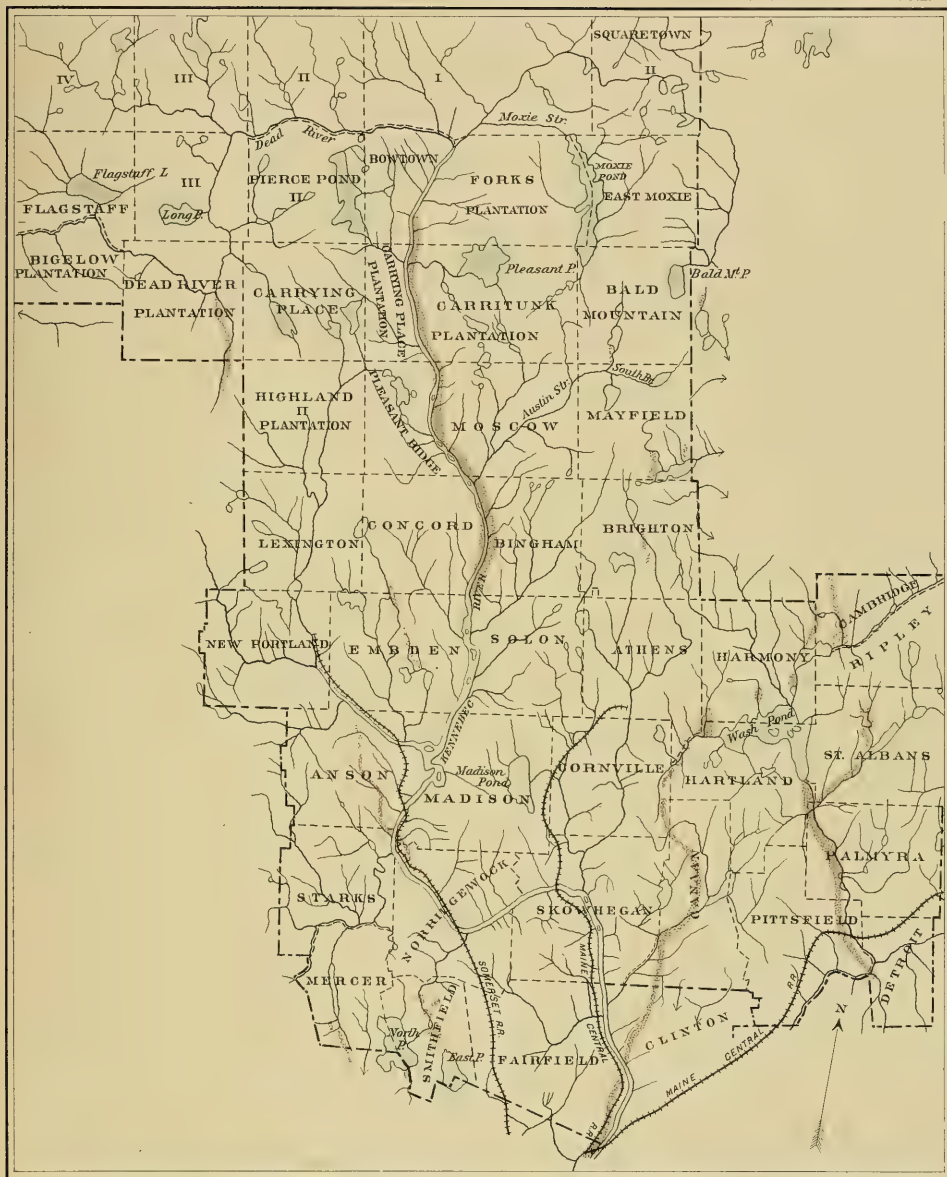 SQUARETOWN
IV
III
II
I
II
Moxie Str.
Dead River
Flagstaff L
III
PIERCE POND
II
BOWTOWN
FORKS
PLANTATION
MOXIE
POND
EAST MOXIE
FLAGSTAFF
Long P.
BIGELOW
PLANTATION
DEAD RIVER
PLANTATION
CARRYING
PLACE
CARRYING PLACE
PLANTATION
Pleasant P.
CARRITUNK
PLANTATION
BALD
MOUNTAIN
Bald Mt. P.
HIGHLAND
II
PLANTATION
PLEASANT RIDGE
MOSCOW
Austin Str.
South Br.
MAYFIELD
LEXINGTON
CONCORD
BINGHAM
BRIGHTON
NEW PORTLAND
EMBDEN
KENNEBEC RIVER
SOLON
ATHENS
HARMONY
CAMBRIDGE
RIPLEY
ANSON
Madison
Pond
MADISON
CORNVILLE
Wash Pond
HARTLAND
ST. ALBANS
STARKS
NORRINGEWOCK
SKOWHEGAN
CANAAN
PALMYRA
PITTSFIELD
DETROIT
MERCER
SMITHFIELD
North
P.
East P.
SOMERSET R.R.
FAIRFIELD
MAINE CENTRAL
R.R.
CLINTON
MAINE CENTRAL R.R.
N